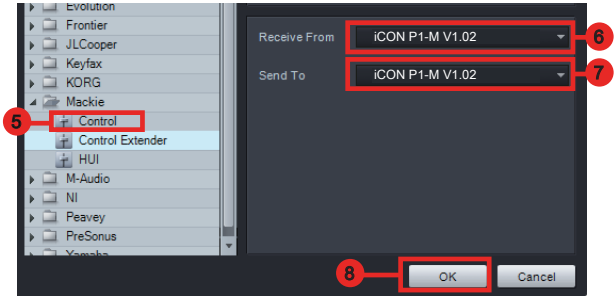 Evolution
Frontier
JLCooper
Keyfax
KORG
Mackie
5
Control
Control Extender
HUI
M-Audio
NI
Peavey
PreSonus
Yamaha
Receive From
iCON P1-M V1.02
6
Send To
iCON P1-M V1.02
7
8
OK
Cancel